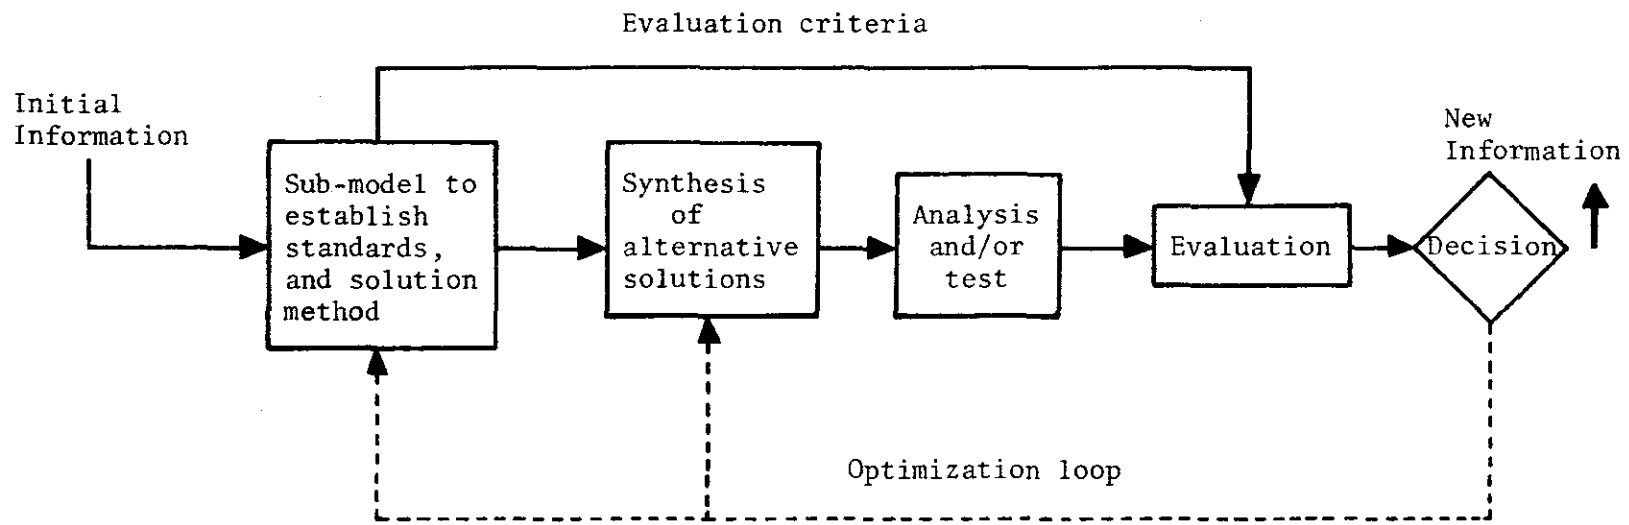 Evaluation criteria
Initial
Information
New
Information
Sub-model to
establish
standards,
and solution
method
Synthesis
of
alternative
solutions
Analysis
and/or
test
Evaluation
Decision
Optimization loop